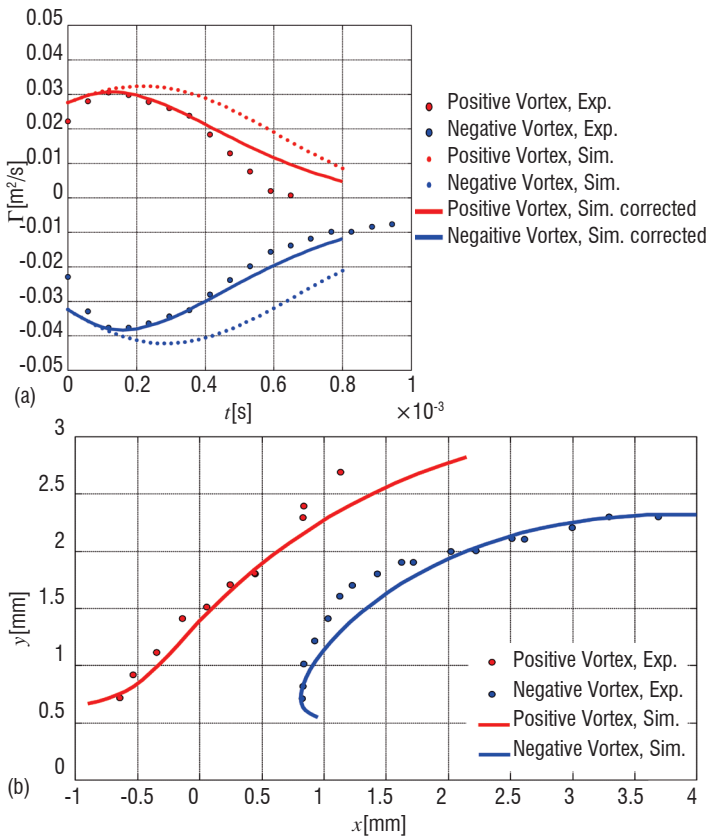 0.05
0.04
0.03
0.02
0.01
0
-0.01
-0.02
-0.03
-0.04
-0.05
Γ[m²/s]
0 0.2 0.4 0.6 0.8 1
(a)
t[s]
×10⁻³
Positive Vortex, Exp.
Negative Vortex, Exp.
Positive Vortex, Sim.
Negative Vortex, Sim.
Positive Vortex, Sim. corrected
Negaitive Vortex, Sim. corrected
3
2.5
2
1.5
1
0.5
0
y[mm]
Positive Vortex, Exp.
Negative Vortex, Exp.
Positive Vortex, Sim.
Negative Vortex, Sim.
(b)
-1 -0.5 0 0.5 1 1.5 2 2.5 3 3.5 4
x[mm]